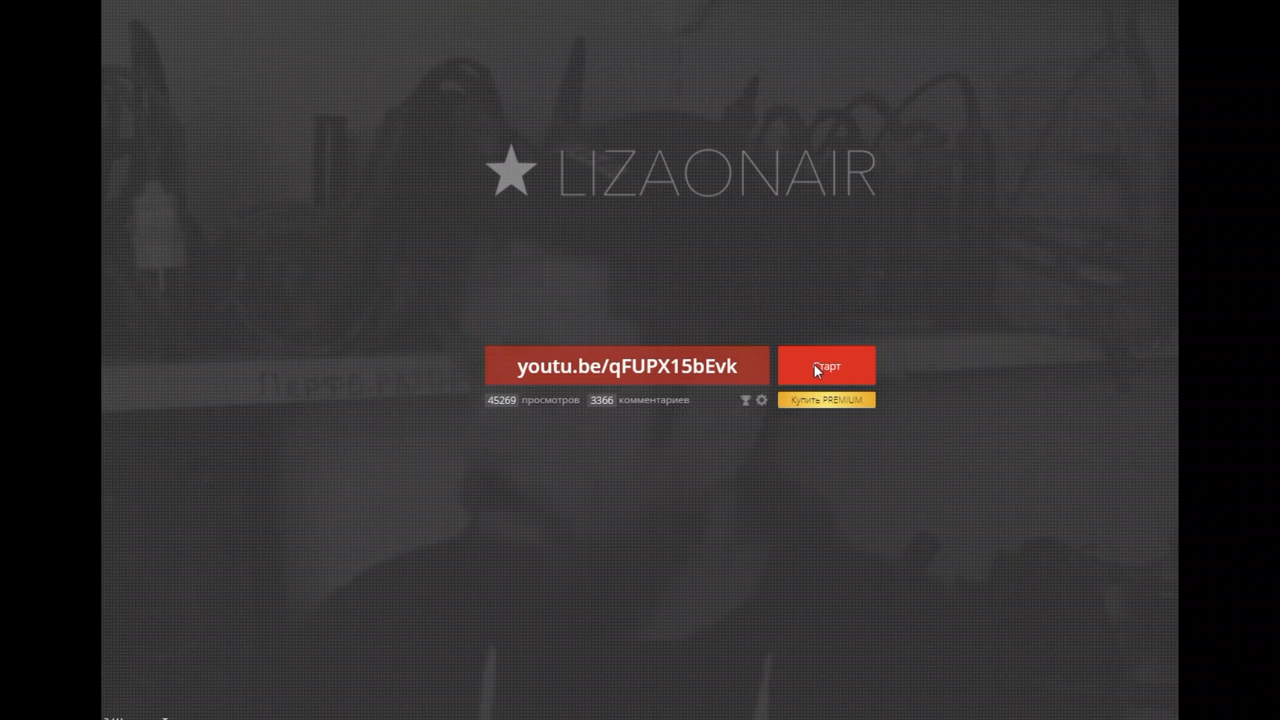 LIZAONAIR
youtu.be/qFUPX15bEvk
Старт
45269 просмотров 3366 комментариев
Купить PREMIUM